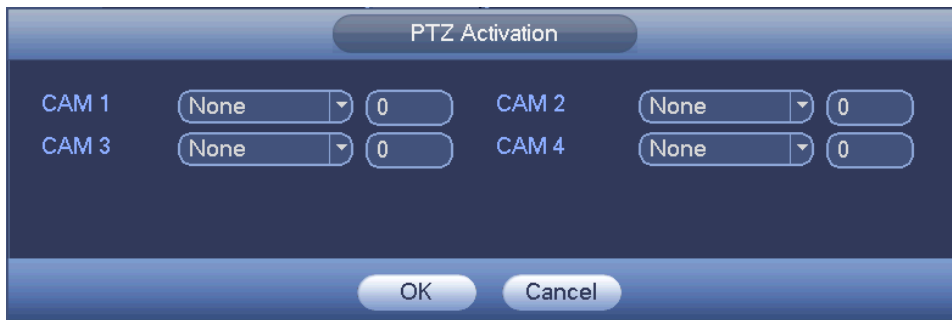 PTZ Activation
CAM 1 None 0 CAM 2 None 0
CAM 3 None 0 CAM 4 None 0
OK Cancel